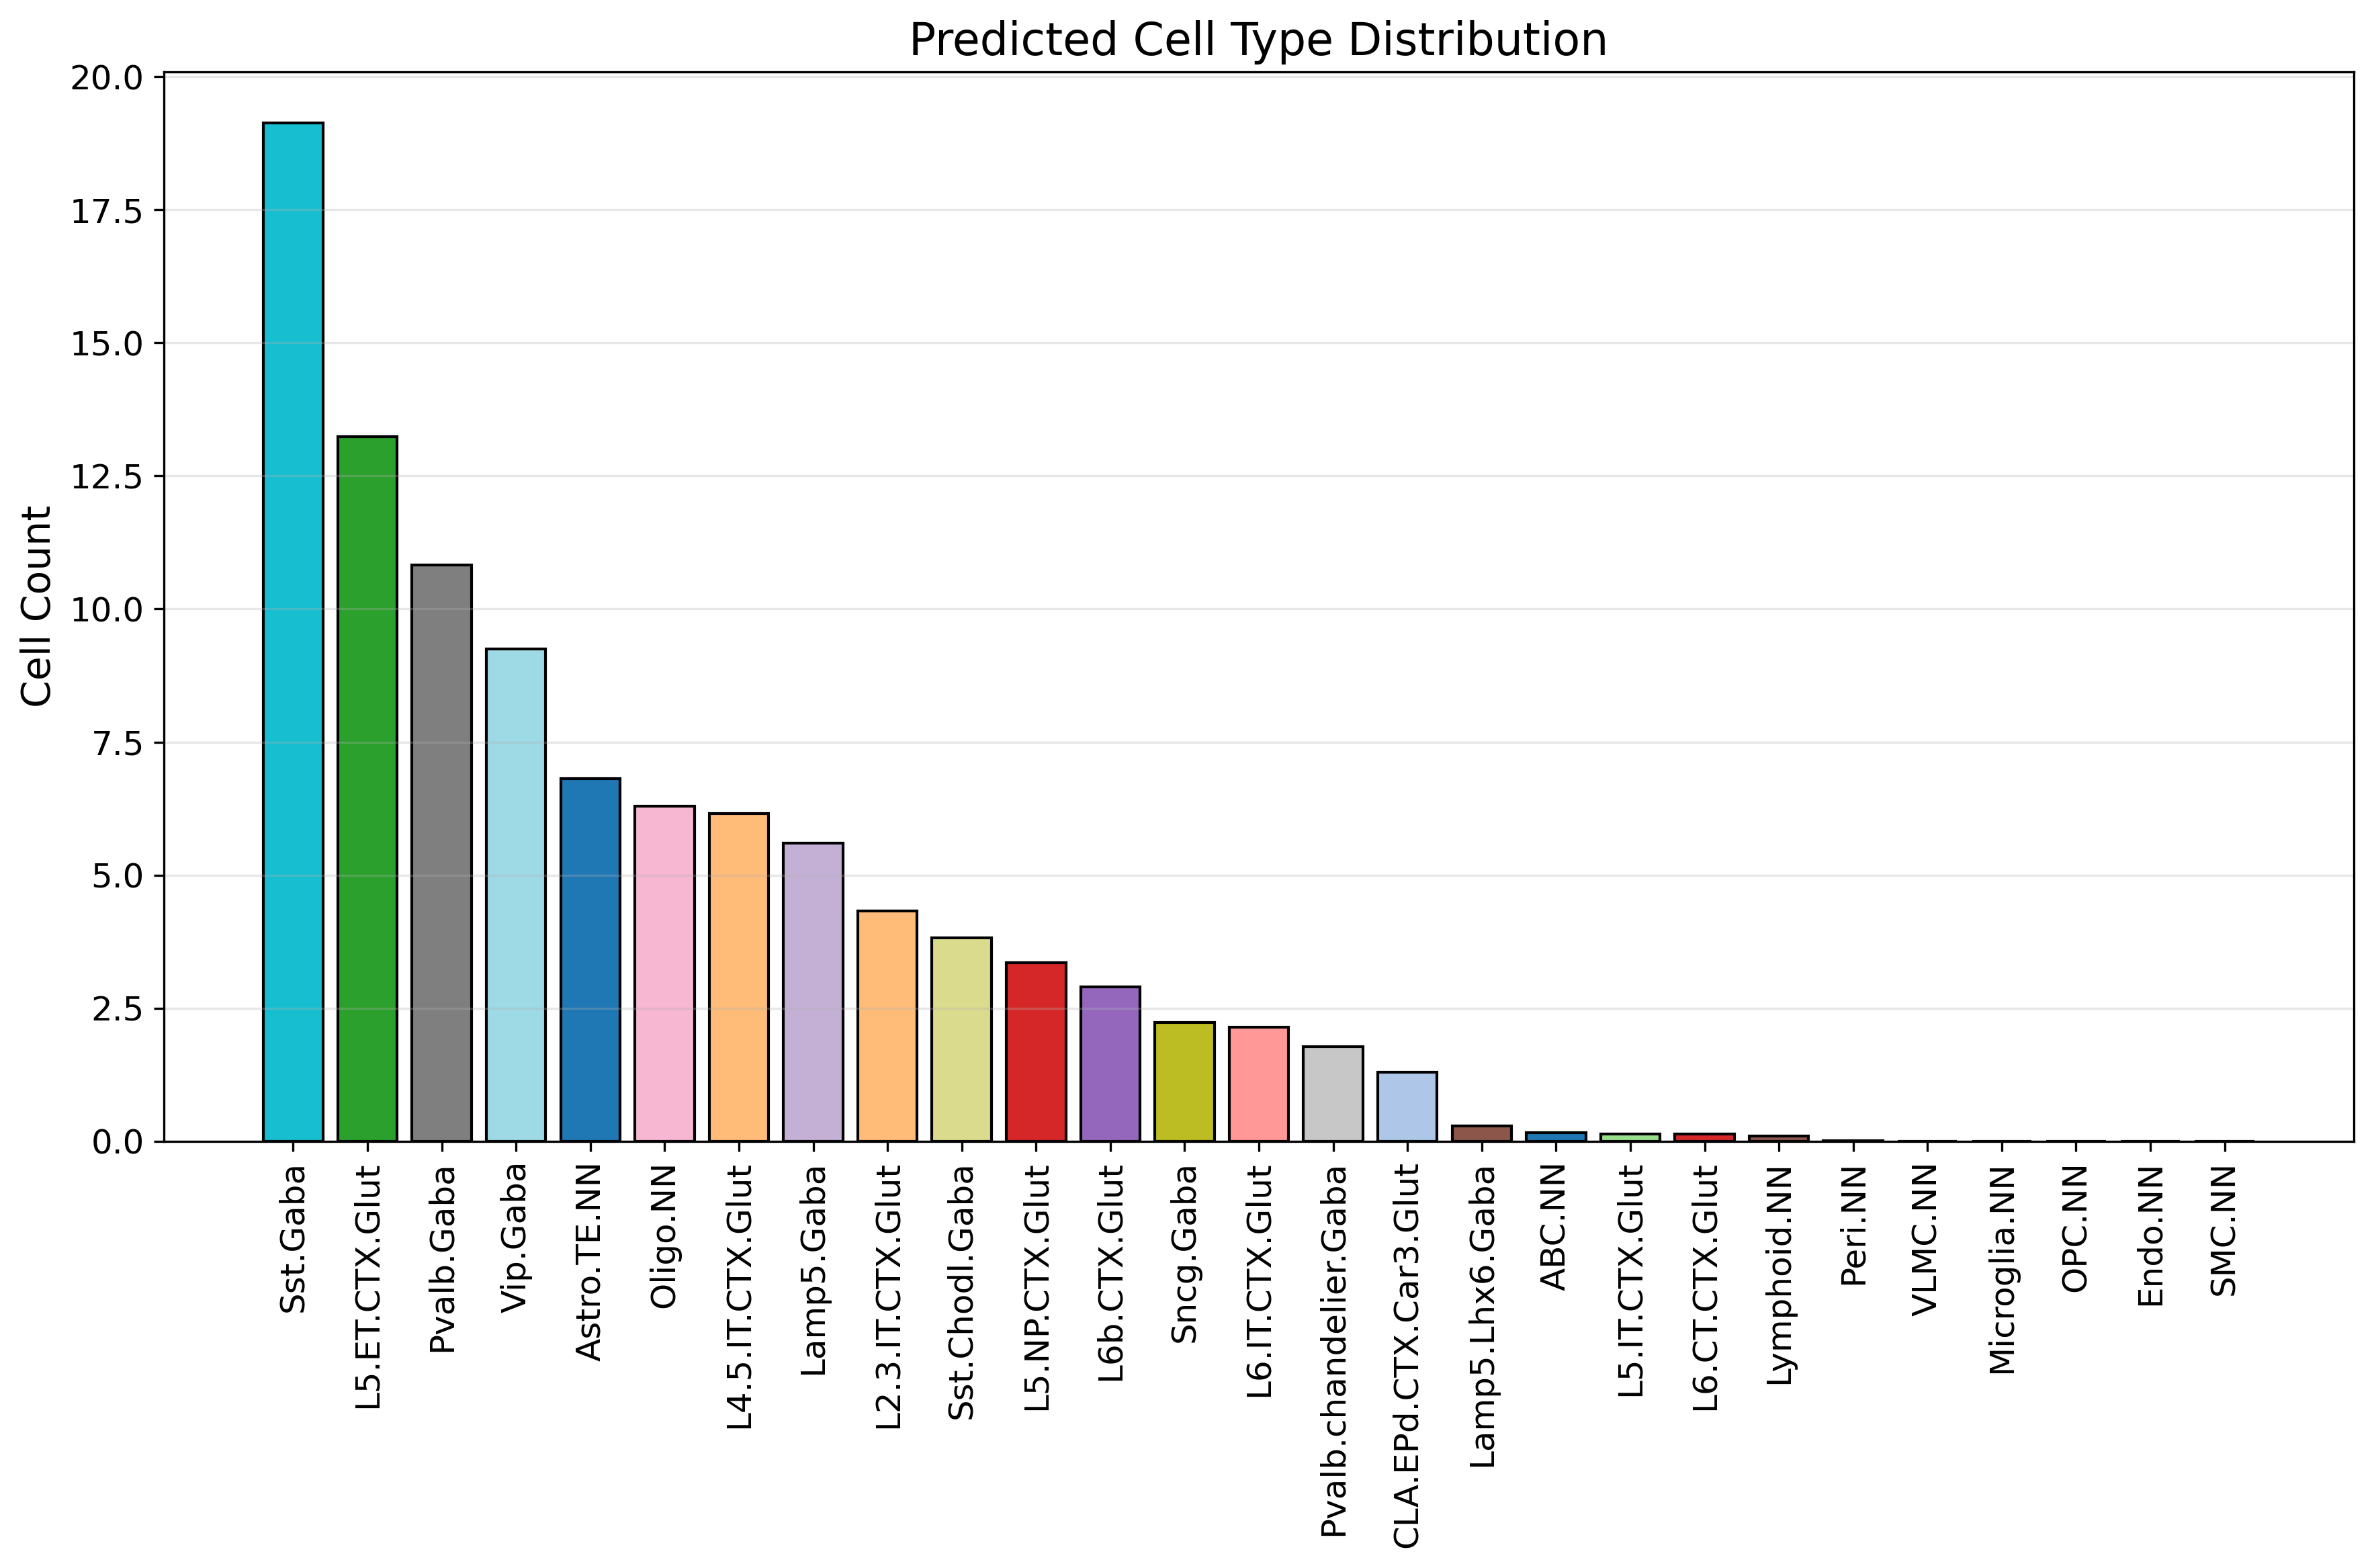 Predicted Cell Type Distribution
Cell Count
20.0
17.5
15.0
12.5
10.0
7.5
5.0
2.5
0.0
Sst.Gaba
L5.ET.CTX.Glut
Pvalb.Gaba
Vip.Gaba
Astro.TE.NN
Oligo.NN
L4.5.IT.CTX.Glut
Lamp5.Gaba
L2.3.IT.CTX.Glut
Sst.Chodl.Gaba
L5.NP.CTX.Glut
L6b.CTX.Glut
Sncg.Gaba
L6.IT.CTX.Glut
Pvalb.chandelier.Gaba
CLA.EPd.CTX.Car3.Glut
Lamp5.Lhx6.Gaba
ABC.NN
L5.IT.CTX.Glut
L6.CT.CTX.Glut
Lymphoid.NN
Peri.NN
VLMC.NN
Microglia.NN
OPC.NN
Endo.NN
SMC.NN